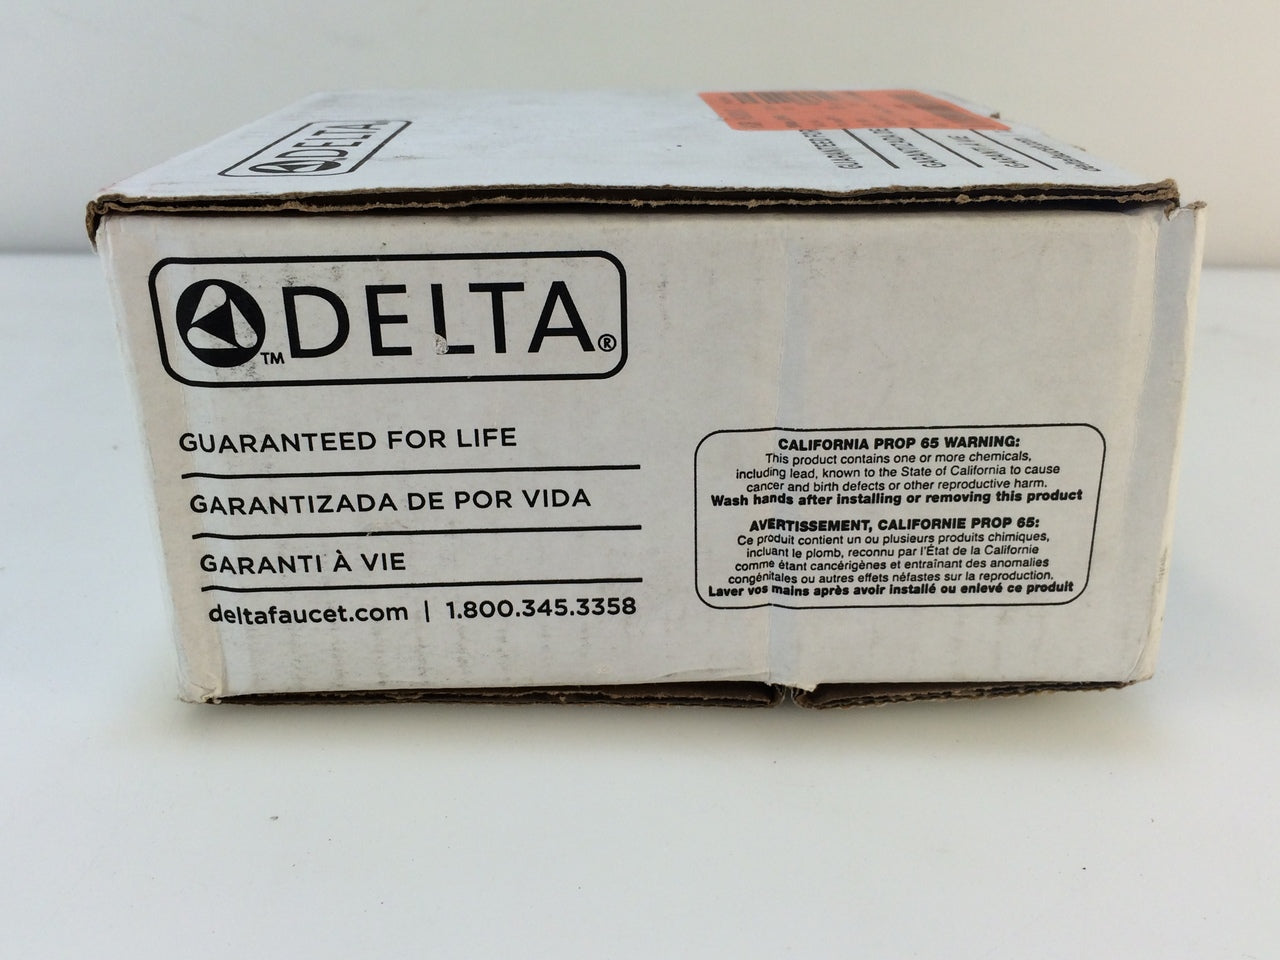 DELTA
™ DELTA®
GUARANTEED FOR LIFE
GARANTIZADA DE POR VIDA
GARANTI À VIE
deltafaucet.com | 1.800.345.3358
CALIFORNIA PROP 65 WARNING:
This product contains one or more chemicals,
including lead, known to the State of California to cause
cancer and birth defects or other reproductive harm.
Wash hands after installing or removing this product
AVERTISSEMENT, CALIFORNIE PROP 65:
Ce produit contient un ou plusieurs produits chimiques,
incluant le plomb, reconnu par l'État de la Californie
comme étant cancérigènes et entraînant des anomalies
congénitales ou autres effets néfastes sur la reproduction.
Laver vos mains après avoir installé ou enlevé ce produit